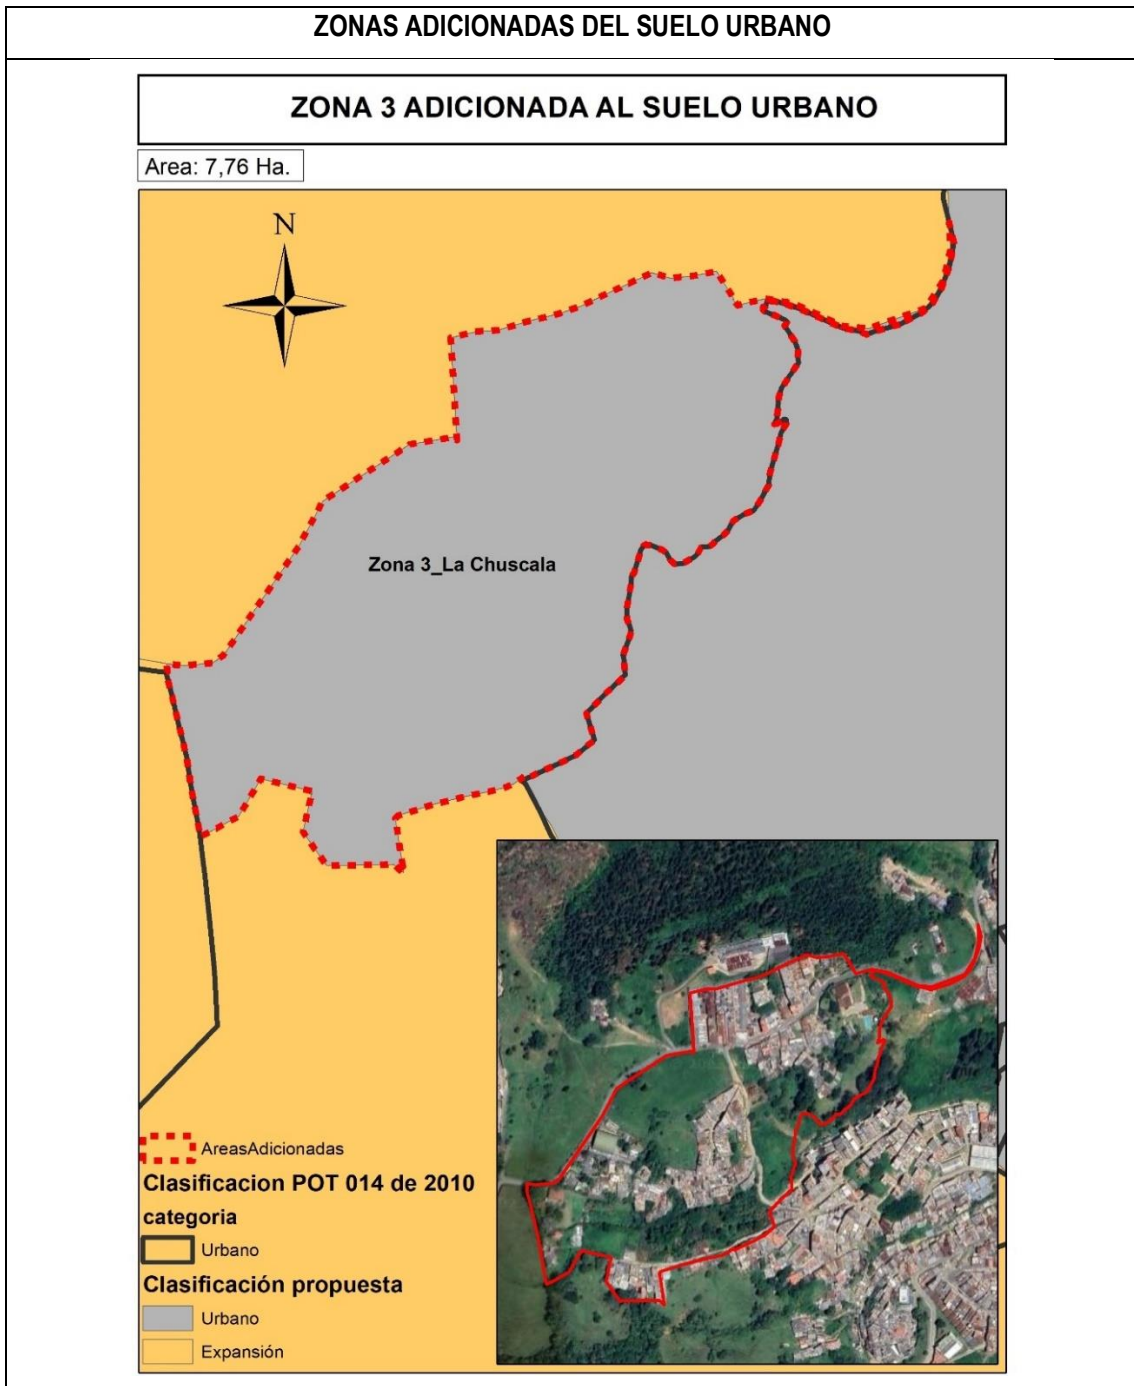 ZONAS ADICIONADAS DEL SUELO URBANO
ZONA 3 ADICIONADA AL SUELO URBANO
Area: 7,76 Ha.
N
Zona 3_La Chuscala
AreasAdicionadas
Clasificacion POT 014 de 2010
categoria
Urbano
Clasificación propuesta
Urbano
Expansión